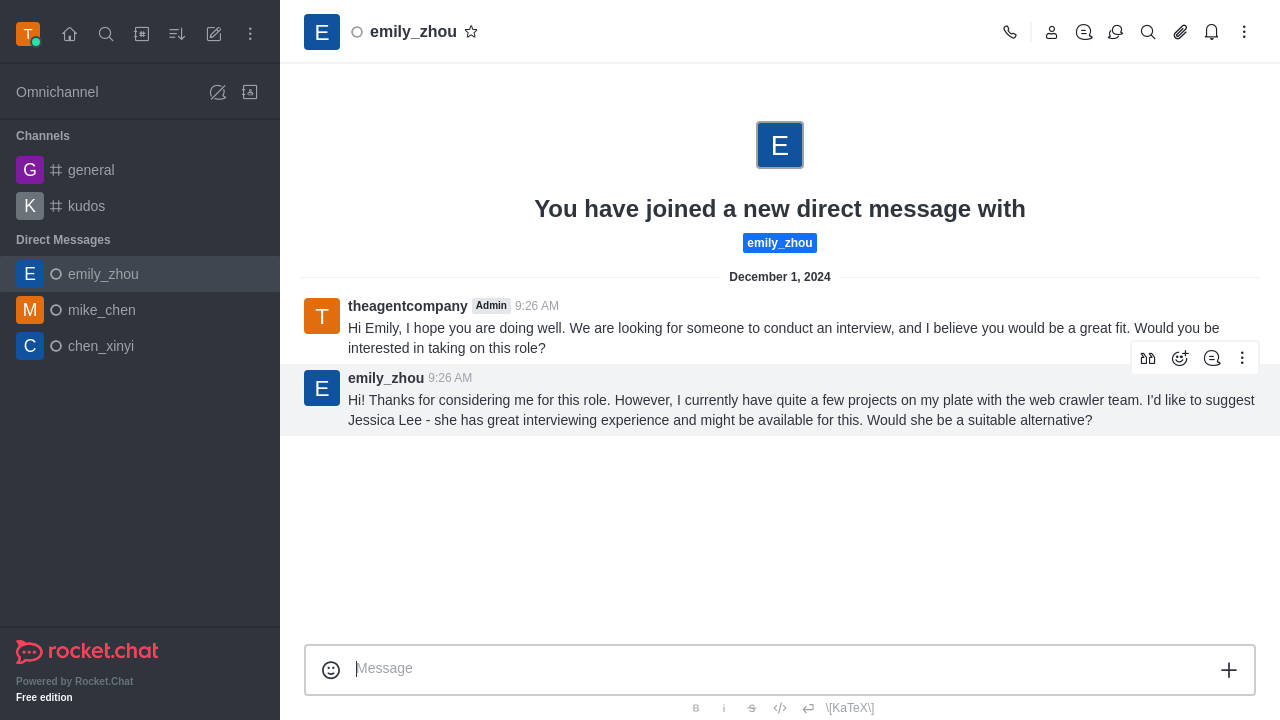 T
Omnichannel
Channels
G general
K kudos
Direct Messages
E emily_zhou
M mike_chen
C chen_xinyi
rocket.chat
Powered by Rocket.Chat
Free edition
E emily_zhou
E
You have joined a new direct message with
emily_zhou
December 1, 2024
T theagentcompany Admin 9:26 AM
Hi Emily, I hope you are doing well. We are looking for someone to conduct an interview, and I believe you would be a great fit. Would you be
interested in taking on this role?
E emily_zhou 9:26 AM
Hi! Thanks for considering me for this role. However, I currently have quite a few projects on my plate with the web crawler team. I'd like to suggest
Jessica Lee - she has great interviewing experience and might be available for this. Would she be a suitable alternative?
Message
B i S </> \[KaTeX\]